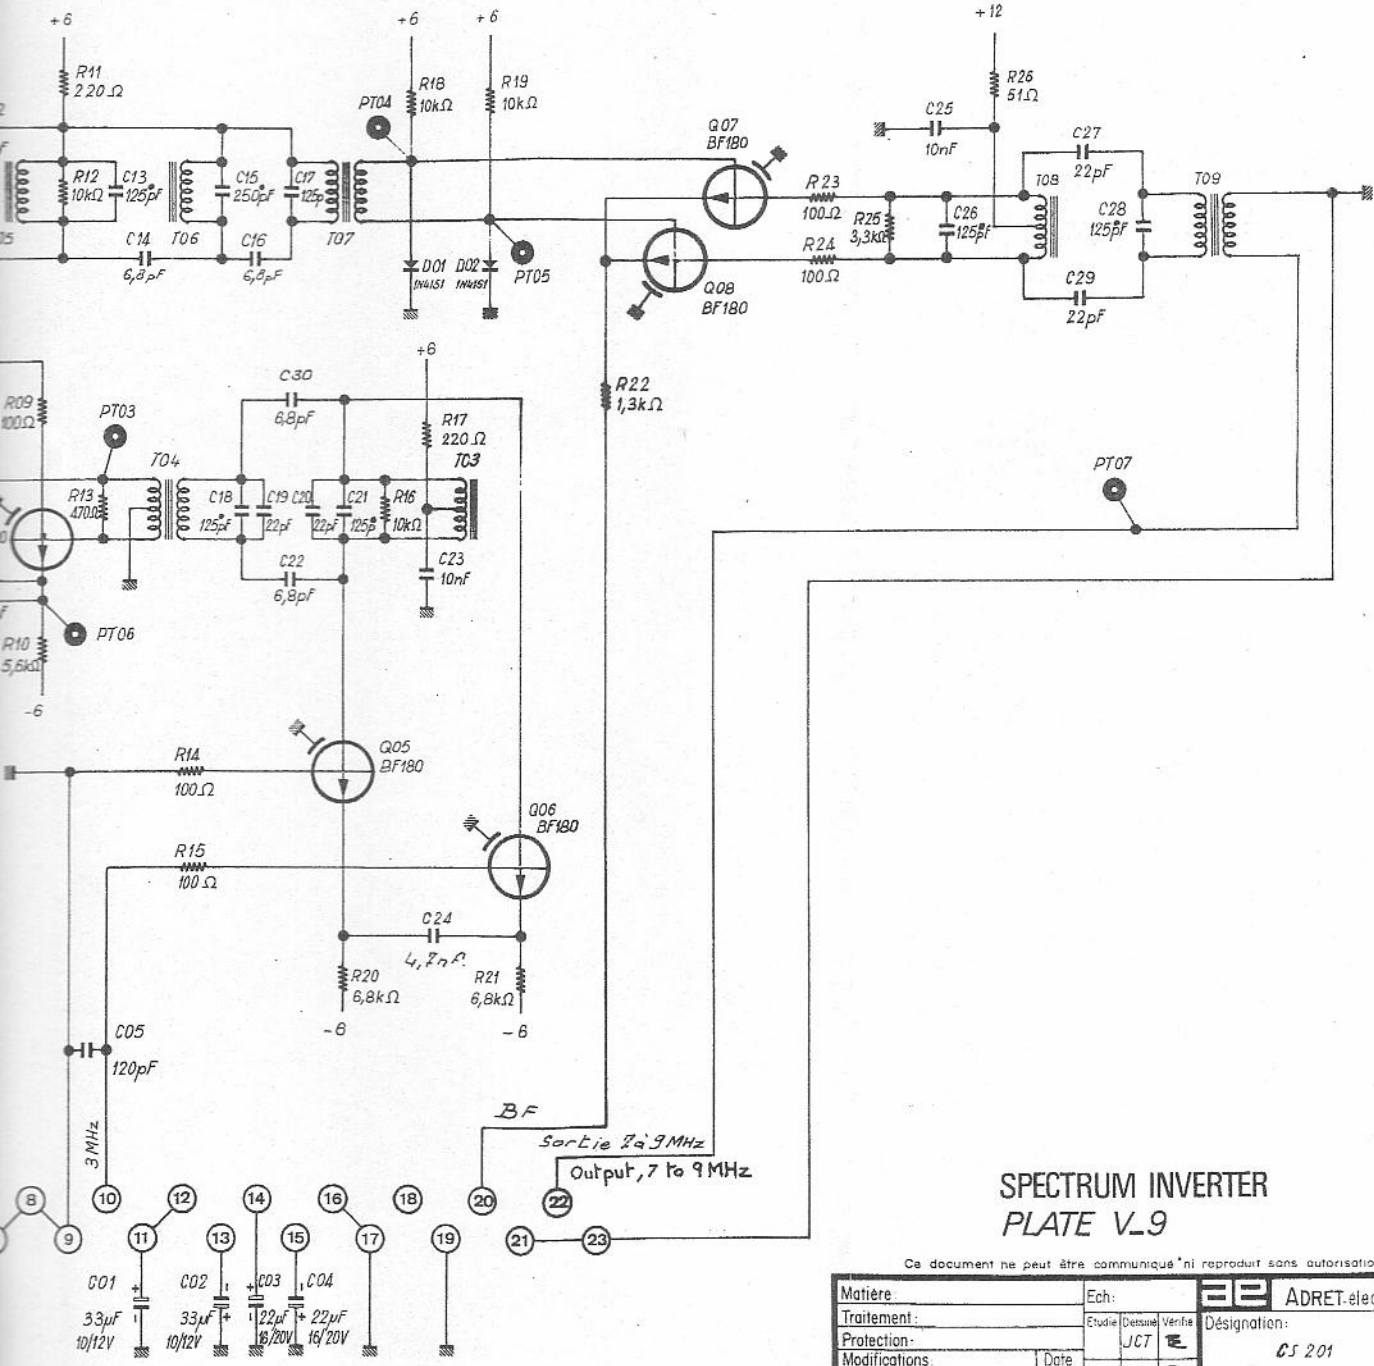 +6
+6
+6
+12
R11
220Ω
R18
10kΩ
R19
10kΩ
R26
51Ω
PT04
C25
10nF
Q07
BF180
C27
22pF
R12
10kΩ
C13
125pF
C15
250pF
C17
125p
R23
100Ω
R25
3,3kΩ
C26
125pF
T08
C28
125pF
T09
C14
6,8pF
T06
C16
6,8pF
T07
R24
100Ω
D01
1N4151
D02
1N4151
PT05
Q08
BF180
C29
22pF
+6
C30
6,8pF
R22
1,3kΩ
R09
100Ω
PT03
R17
220Ω
T04
T03
PT07
R13
470Ω
C18
125pF
C19
22pF
C20
22pF
C21
125p
R16
10kΩ
C22
6,8pF
C23
10nF
PT06
R10
5,6kΩ
-6
R14
100Ω
Q05
BF180
Q06
BF180
R15
100Ω
C24
4,7nF
R20
6,8kΩ
R21
6,8kΩ
-6
-6
C05
120pF
3MHz
BF
Sortie 7à9MHz
Output, 7 to 9MHz
8
10
12
14
16
18
20
22
9
11
13
15
17
19
21
23
SPECTRUM INVERTER
PLATE V_9
C01
33µF
10/12V
C02
33µF
10/12V
C03
22µF
16/20V
C04
22µF
16/20V
Ce document ne peut être communiqué ni reproduit sans autorisatio
Matière:
Ech:
ae ADRET-élec
Traitement:
Etudié Dessiné Vérifié
Désignation:
Protection:
JCT
CS 201
Modifications
Date